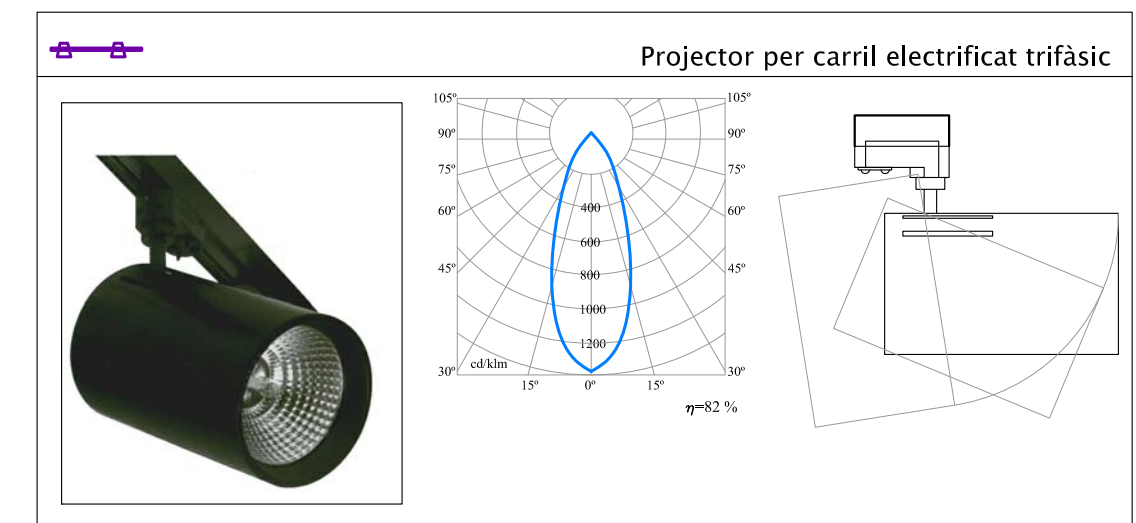 Projector per carril electrificat trifàsic
105º 105º
90º 90º
75º 75º
60º 60º
45º 45º
30º 30º
400
600
800
1000
1200
cd/klm
15º 0º 15º
η=82 %